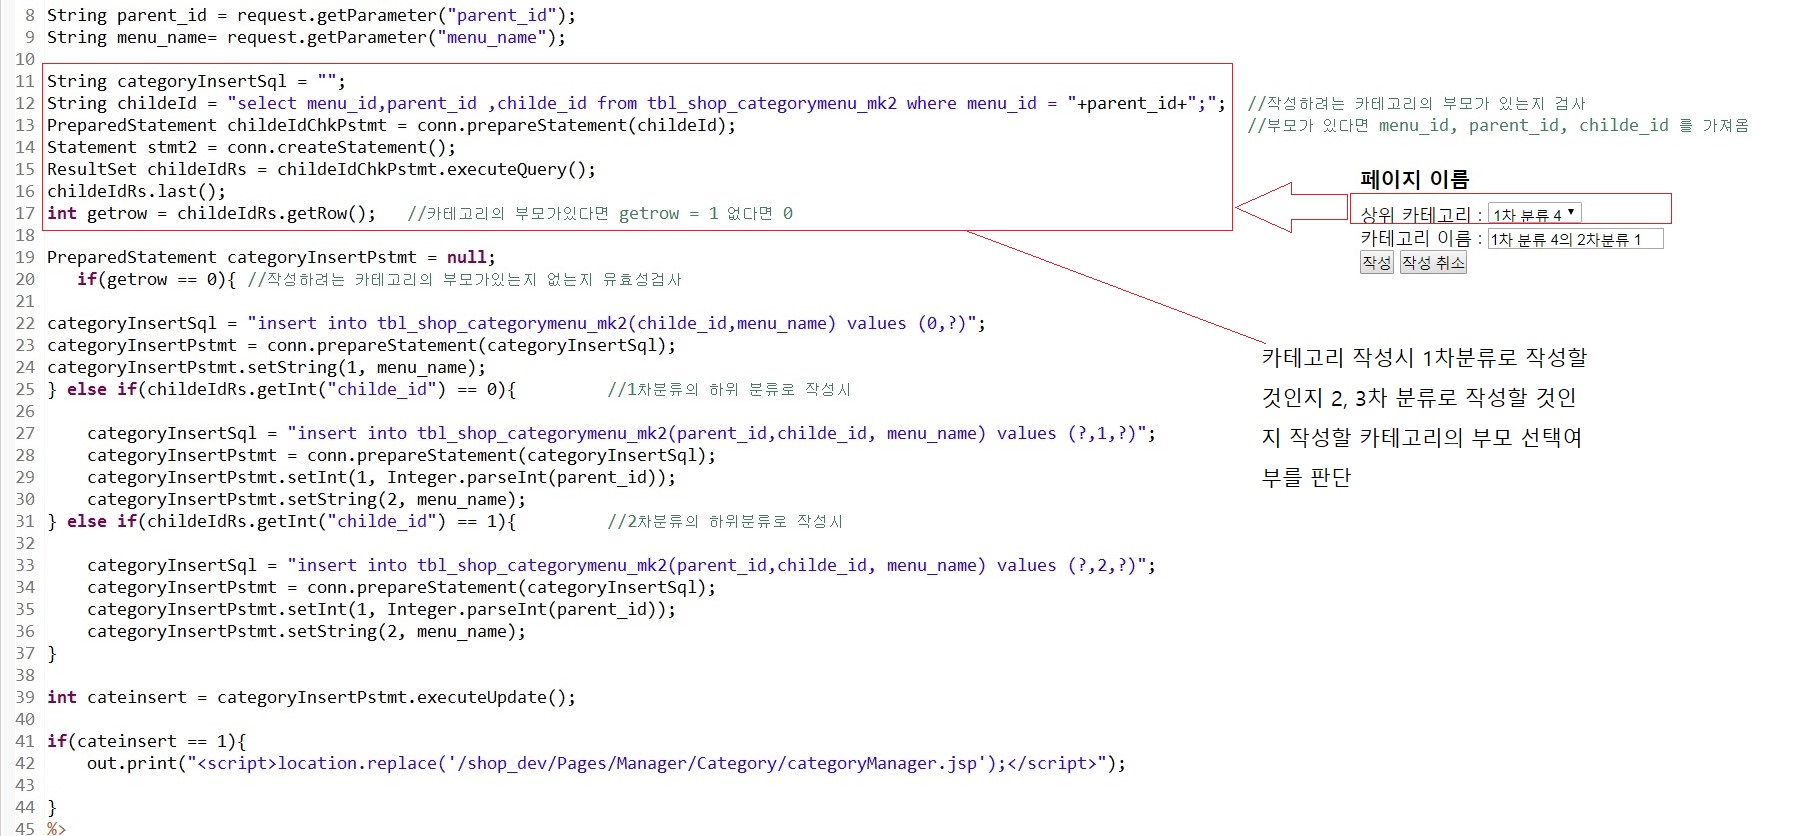 8 String parent_id = request.getParameter("parent_id");
9 String menu_name= request.getParameter("menu_name");
10
11 String categoryInsertSql = "";
12 String childeId = "select menu_id,parent_id ,childe_id from tbl_shop_categorymenu_mk2 where menu_id = "+parent_id+";"; //작성하려는 카테고리의 부모가 있는지 검사
13 PreparedStatement childeIdChkPstmt = conn.prepareStatement(childeId); //부모가 있다면 menu_id, parent_id, childe_id 를 가져옴
14 Statement stmt2 = conn.createStatement();
15 ResultSet childeIdRs = childeIdChkPstmt.executeQuery();
16 childeIdRs.last();
17 int getrow = childeIdRs.getRow(); //카테고리의 부모가있다면 getrow = 1 없다면 0
18
19 PreparedStatement categoryInsertPstmt = null;
20 if(getrow == 0){ //작성하려는 카테고리의 부모가있는지 없는지 유효성검사
21
22 categoryInsertSql = "insert into tbl_shop_categorymenu_mk2(childe_id,menu_name) values (0,?)";
23 categoryInsertPstmt = conn.prepareStatement(categoryInsertSql);
24 categoryInsertPstmt.setString(1, menu_name);
25 } else if(childeIdRs.getInt("childe_id") == 0){ //1차분류의 하위 분류로 작성시
26
27 categoryInsertSql = "insert into tbl_shop_categorymenu_mk2(parent_id,childe_id, menu_name) values (?,1,?)";
28 categoryInsertPstmt = conn.prepareStatement(categoryInsertSql);
29 categoryInsertPstmt.setInt(1, Integer.parseInt(parent_id));
30 categoryInsertPstmt.setString(2, menu_name);
31 } else if(childeIdRs.getInt("childe_id") == 1){ //2차분류의 하위분류로 작성시
32
33 categoryInsertSql = "insert into tbl_shop_categorymenu_mk2(parent_id,childe_id, menu_name) values (?,2,?)";
34 categoryInsertPstmt = conn.prepareStatement(categoryInsertSql);
35 categoryInsertPstmt.setInt(1, Integer.parseInt(parent_id));
36 categoryInsertPstmt.setString(2, menu_name);
37 }
38
39 int cateinsert = categoryInsertPstmt.executeUpdate();
40
41 if(cateinsert == 1){
42 out.print("<script>location.replace('/shop_dev/Pages/Manager/Category/categoryManager.jsp');</script>");
43
44 }
45 %>
페이지 이름
상위 카테고리 : 1차 분류 4
카테고리 이름 : 1차 분류 4의 2차분류 1
작성 작성 취소
카테고리 작성시 1차분류로 작성할
것인지 2, 3차 분류로 작성할 것인
지 작성할 카테고리의 부모 선택여
부를 판단